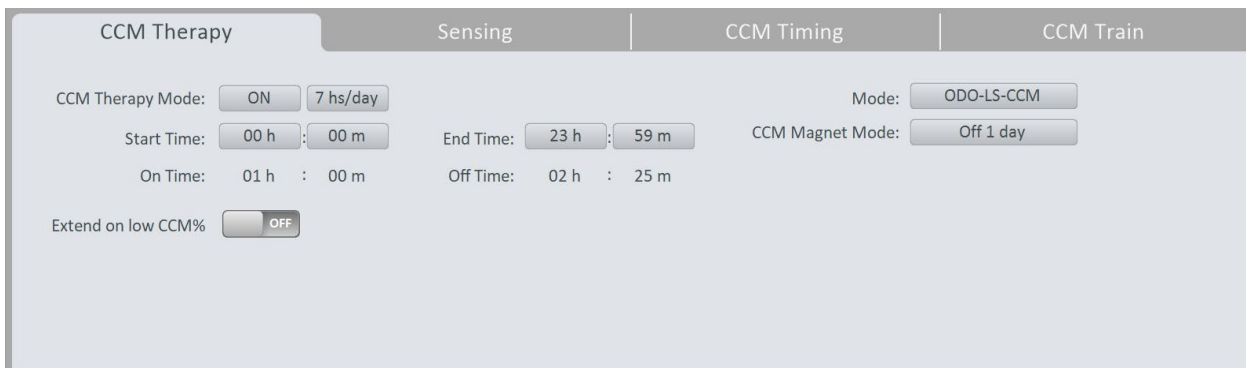 CCM Therapy Sensing CCM Timing CCM Train
CCM Therapy Mode: ON 7 hs/day Mode: ODO-LS-CCM
Start Time: 00 h : 00 m End Time: 23 h : 59 m CCM Magnet Mode: Off 1 day
On Time: 01 h : 00 m Off Time: 02 h : 25 m
Extend on low CCM% OFF